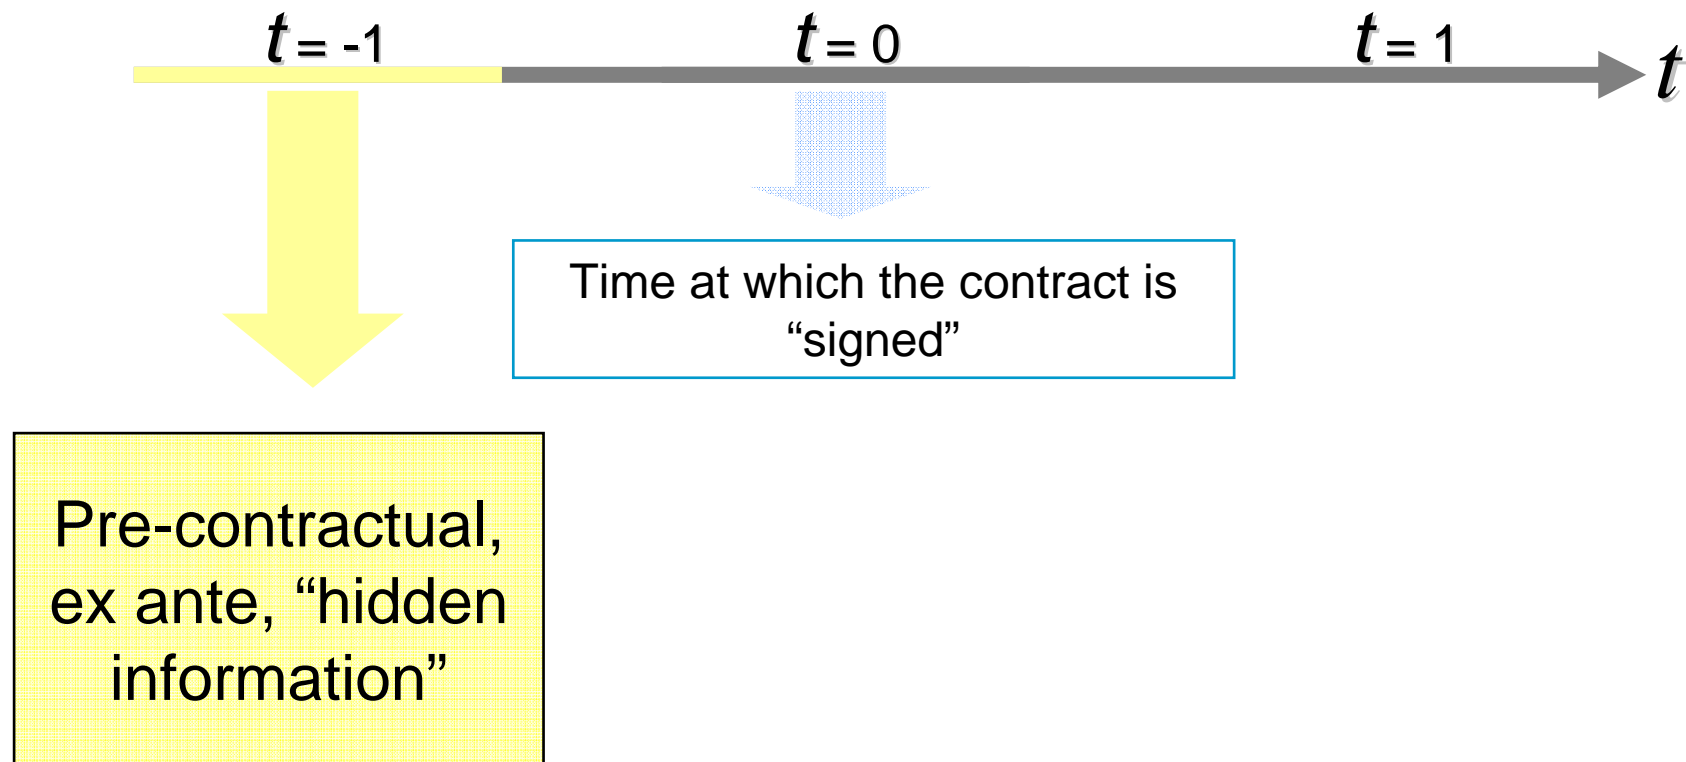 t = -1
t = 0
t = 1
t
Time at which the contract is
“signed”
Pre-contractual,
ex ante, “hidden
information”